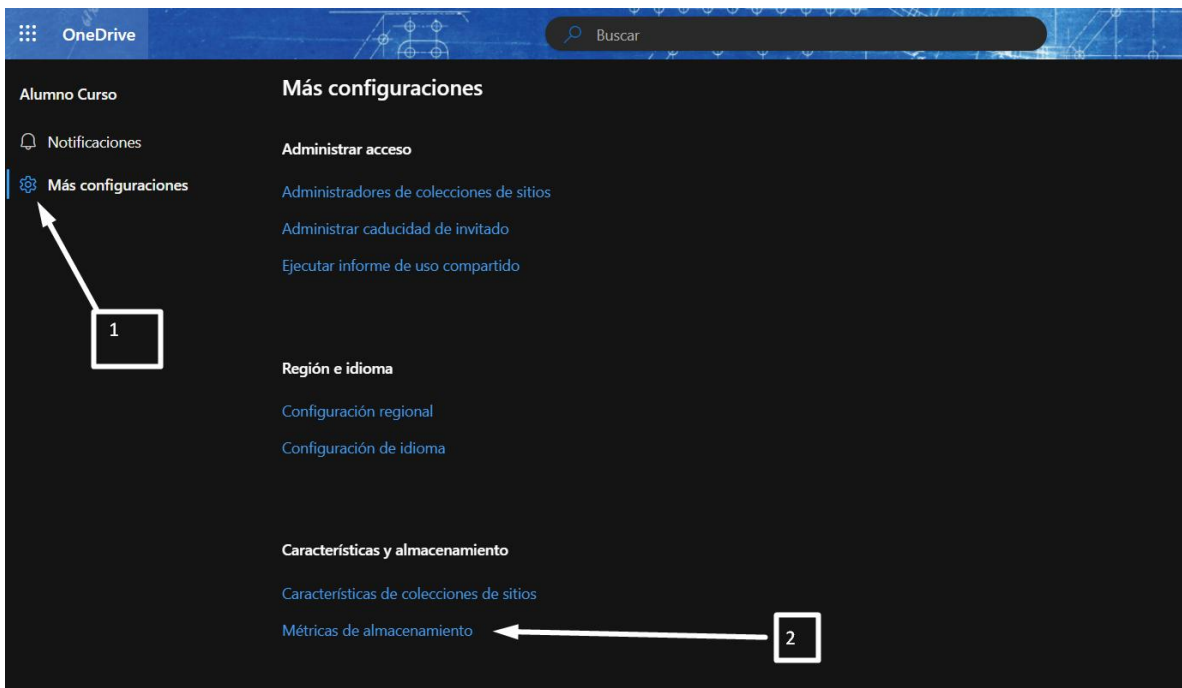 OneDrive
Buscar
Alumno Curso
Notificaciones
Más configuraciones
1
Más configuraciones
Administrar acceso
Administradores de colecciones de sitios
Administrar caducidad de invitado
Ejecutar informe de uso compartido
Región e idioma
Configuración regional
Configuración de idioma
Características y almacenamiento
Características de colecciones de sitios
Métricas de almacenamiento
2